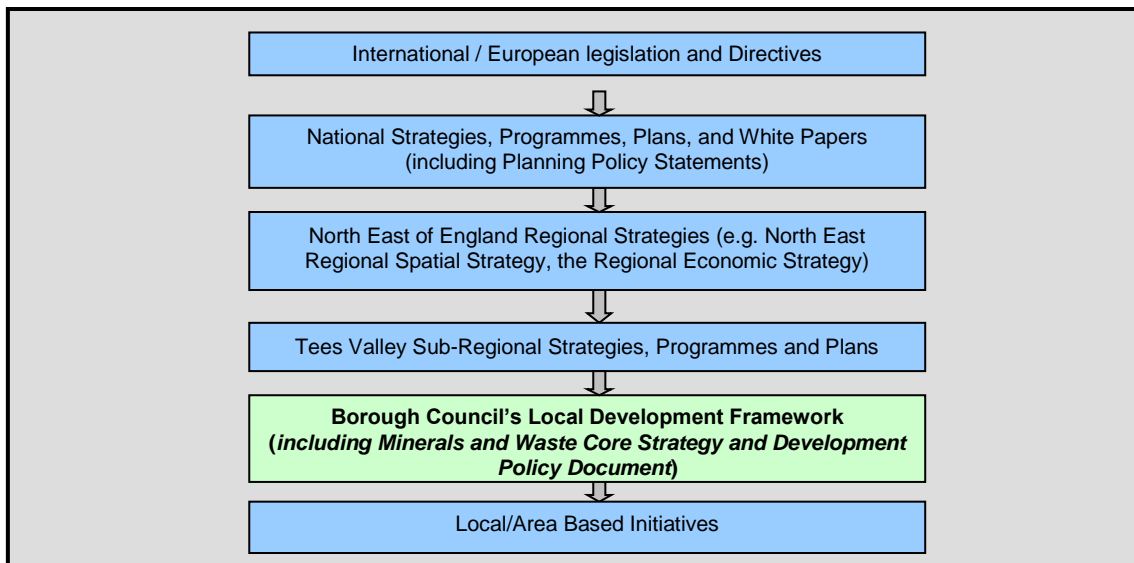 International / European legislation and Directives
National Strategies, Programmes, Plans, and White Papers
(including Planning Policy Statements)
North East of England Regional Strategies (e.g. North East
Regional Spatial Strategy, the Regional Economic Strategy)
Tees Valley Sub-Regional Strategies, Programmes and Plans
Borough Council’s Local Development Framework
(including Minerals and Waste Core Strategy and Development
Policy Document)
Local/Area Based Initiatives